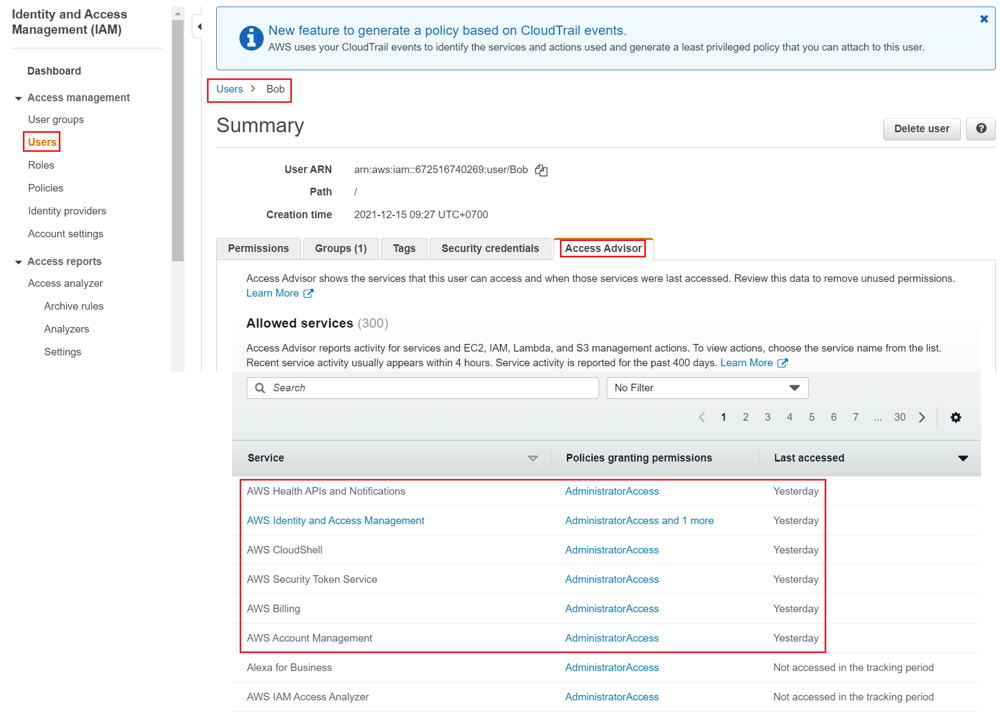 Identity and Access
Management (IAM)
Dashboard
Access management
User groups
Users
Roles
Policies
Identity providers
Account settings
Access reports
Access analyzer
Archive rules
Analyzers
Settings
New feature to generate a policy based on CloudTrail events.
AWS uses your CloudTrail events to identify the services and actions used and generate a least privileged policy that you can attach to this user.
Users > Bob
Summary
Delete user
User ARN arn:aws:iam::672516740269:user/Bob
Path /
Creation time 2021-12-15 09:27 UTC+0700
Permissions Groups (1) Tags Security credentials Access Advisor
Access Advisor shows the services that this user can access and when those services were last accessed. Review this data to remove unused permissions.
Learn More
Allowed services (300)
Access Advisor reports activity for services and EC2, IAM, Lambda, and S3 management actions. To view actions, choose the service name from the list.
Recent service activity usually appears within 4 hours. Service activity is reported for the past 400 days. Learn More
Search No Filter
1 2 3 4 5 6 7 ... 30
Service Policies granting permissions Last accessed
AWS Health APIs and Notifications AdministratorAccess Yesterday
AWS Identity and Access Management AdministratorAccess and 1 more Yesterday
AWS CloudShell AdministratorAccess Yesterday
AWS Security Token Service AdministratorAccess Yesterday
AWS Billing AdministratorAccess Yesterday
AWS Account Management AdministratorAccess Yesterday
Alexa for Business AdministratorAccess Not accessed in the tracking period
AWS IAM Access Analyzer AdministratorAccess Not accessed in the tracking period